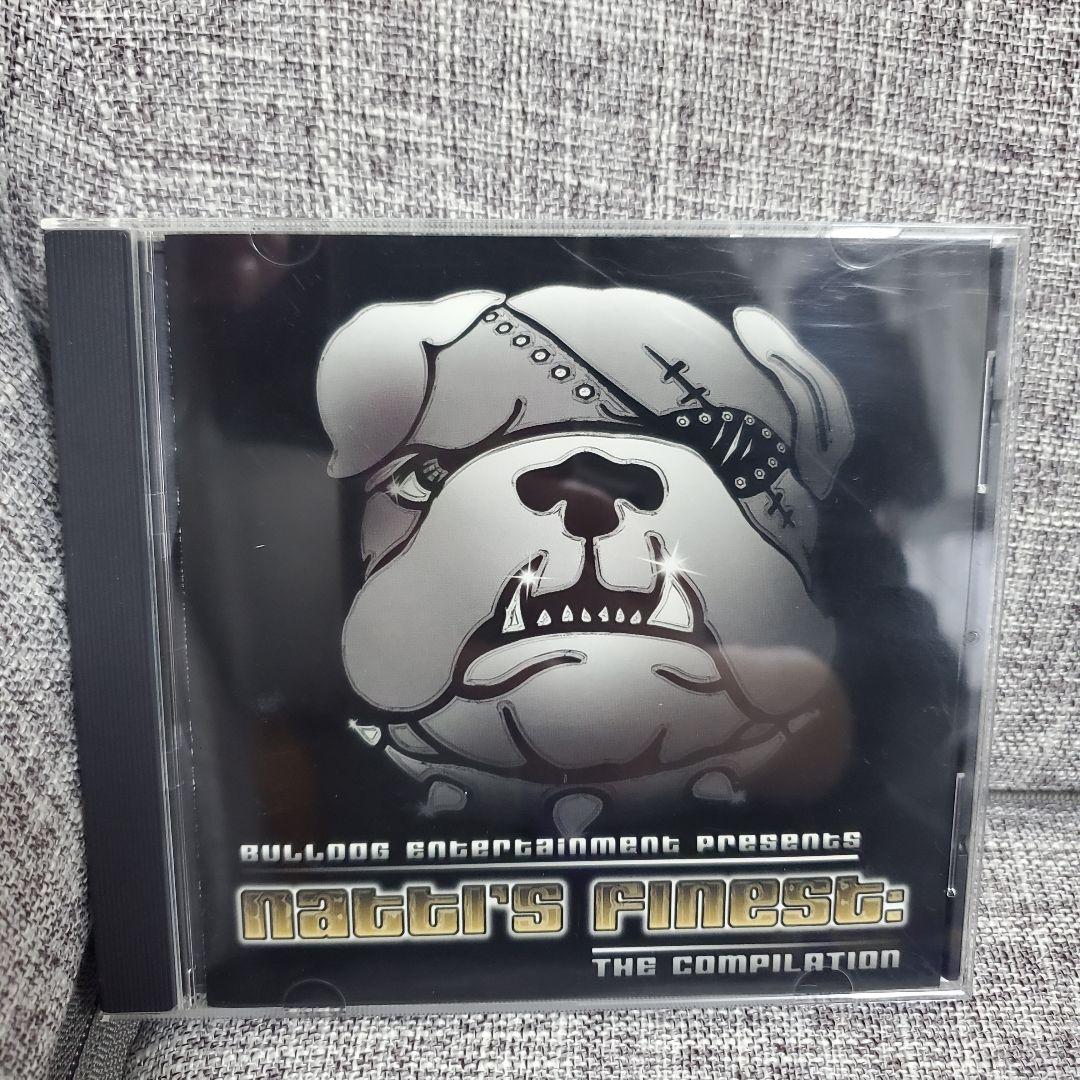 BULLDOG Entertainment Presents
Natti's Finest:
THE COMPILATION